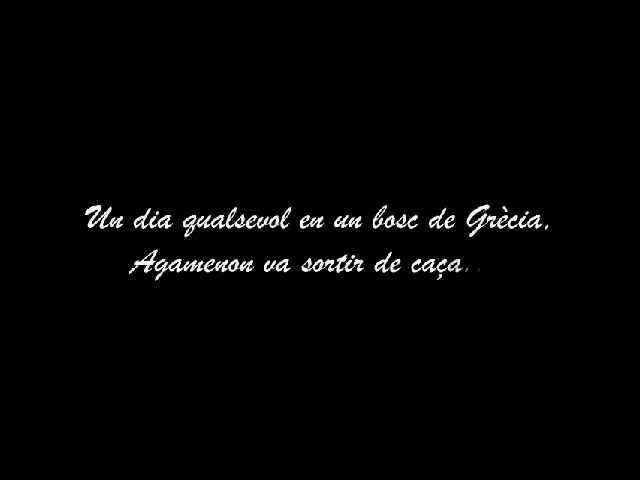 Un dia qualsevol en un bosc de Grècia,
Agamenon va sortir de caça...